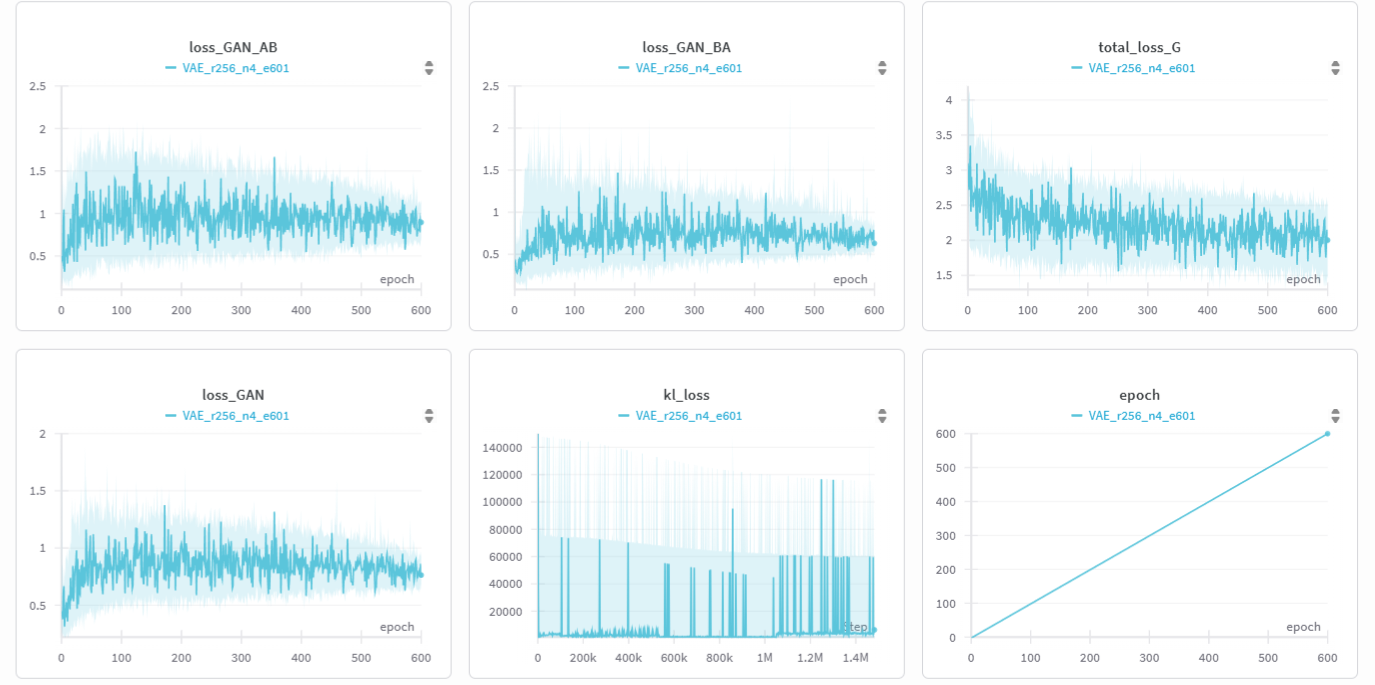 loss_GAN_AB
VAE_r256_n4_e601
2.5
2
1.5
1
0.5
epoch
0 100 200 300 400 500 600
loss_GAN_BA
VAE_r256_n4_e601
2.5
2
1.5
1
0.5
epoch
0 100 200 300 400 500 600
total_loss_G
VAE_r256_n4_e601
4
3.5
3
2.5
2
1.5
epoch
0 100 200 300 400 500 600
loss_GAN
VAE_r256_n4_e601
2
1.5
1
0.5
epoch
0 100 200 300 400 500 600
kl_loss
VAE_r256_n4_e601
140000
120000
100000
80000
60000
40000
20000
Step
0 200k 400k 600k 800k 1M 1.2M 1.4M
epoch
VAE_r256_n4_e601
600
500
400
300
200
100
0
epoch
0 100 200 300 400 500 600